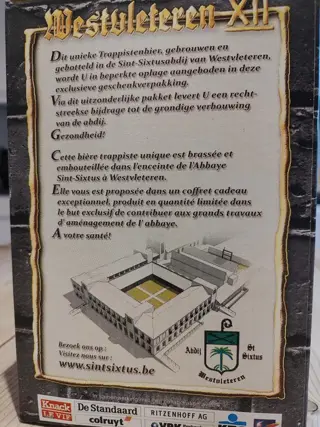 Westvleteren XII
Dit unieke Trappistenbier, gebrouwen en
gebotteld in de Sint-Sixtusabdij van Westvleteren,
wordt U in beperkte oplage aangeboden in deze
exclusieve geschenkverpakking.
Via dit uitzonderlijke pakket levert U een recht-
streekse bijdrage tot de grondige verbouwing
van de abdij.
Gezondheid!
Cette bière trappiste unique est brassée et
embouteillée dans l'enceinte de l'Abbaye
Sint-Sixtus à Westvleteren.
Elle vous est proposée dans un coffret cadeau
exceptionnel, produit en quantité limitée dans
le but exclusif de contribuer aux grands travaux
d'aménagement de l'abbaye.
A votre santé!
Bezoek ons op :
Visitez nous sur :
www.sintsixtus.be
Abdij St Sixtus
Westvleteren
Knack
LE VIF
De Standaard
colruyt
RITZENHOFF AG